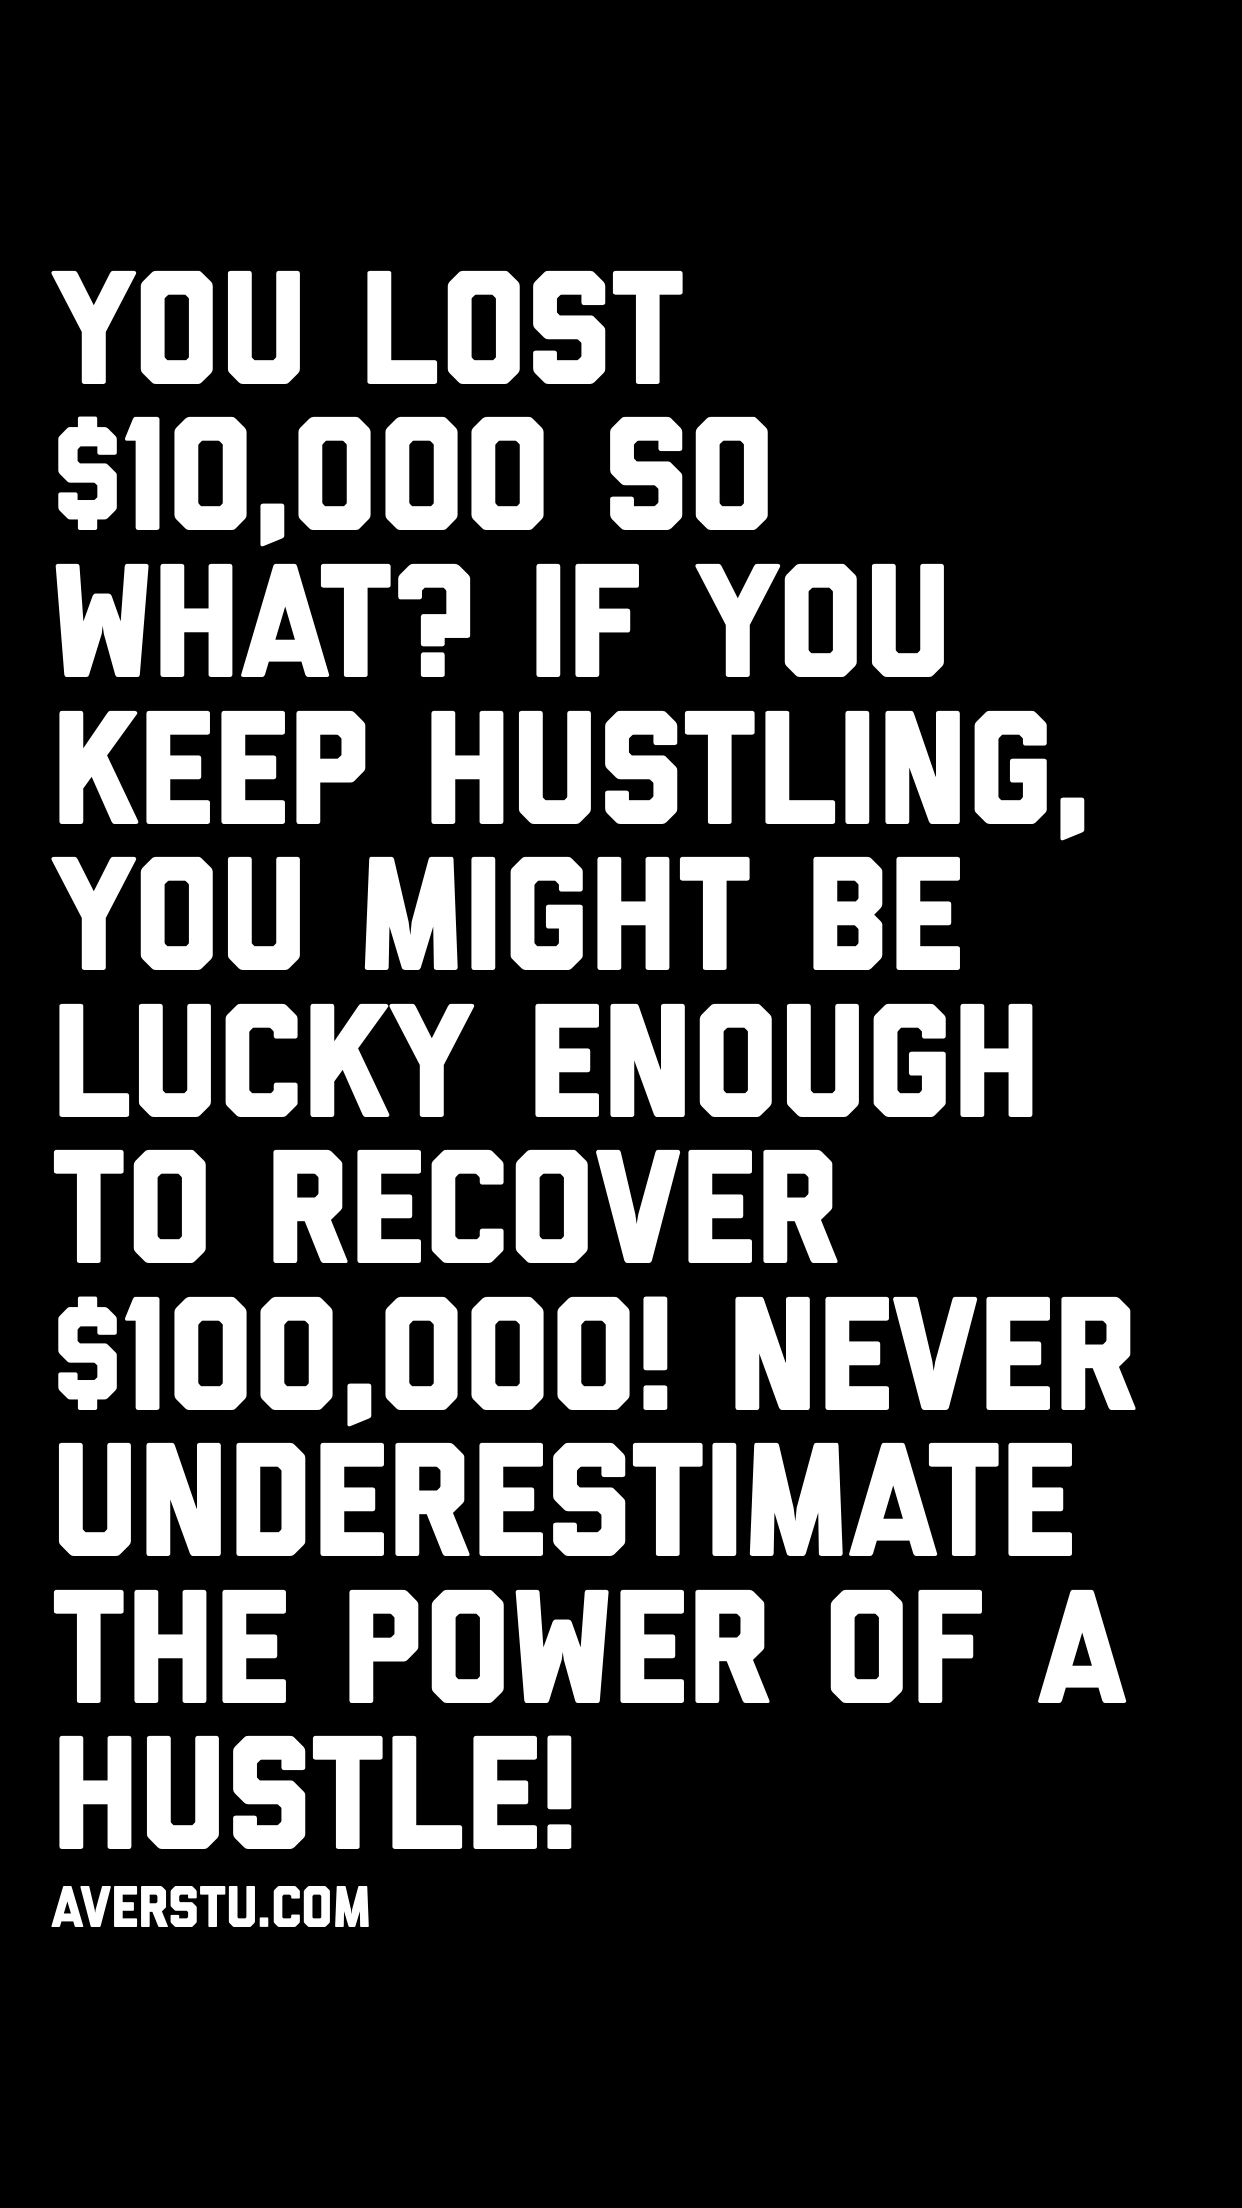 YOU LOST
$10,000 SO
WHAT? IF YOU
KEEP HUSTLING,
YOU MIGHT BE
LUCKY ENOUGH
TO RECOVER
$100,000! NEVER
UNDERESTIMATE
THE POWER OF A
HUSTLE!
AVERSTU.COM